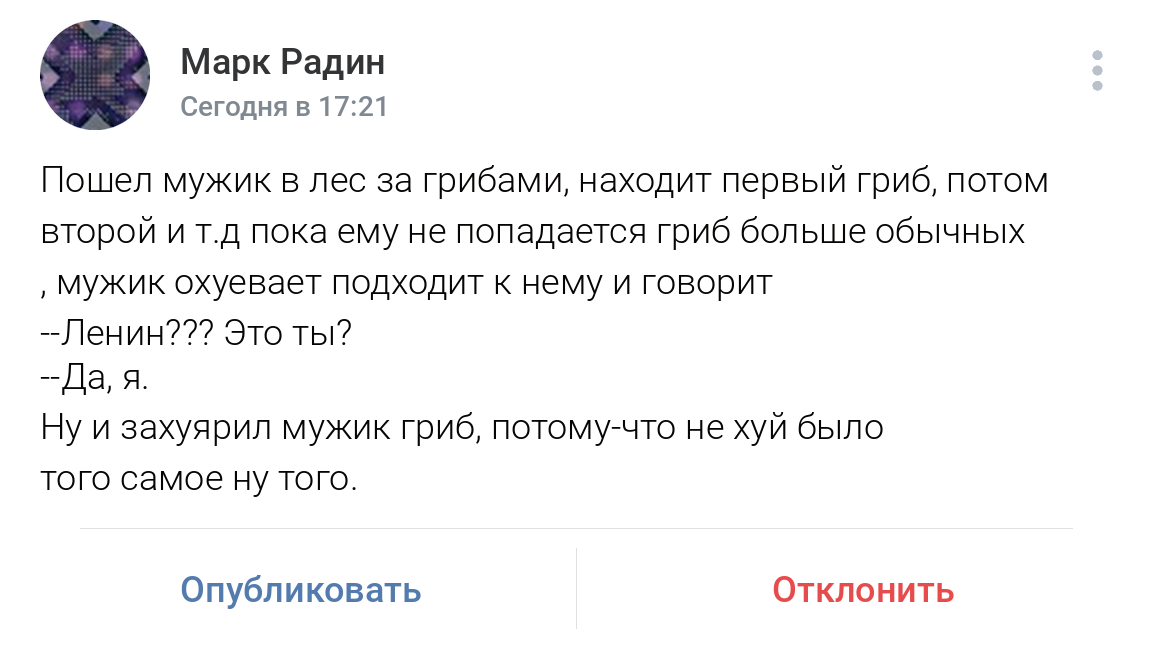 Марк Радин
Сегодня в 17:21
Пошел мужик в лес за грибами, находит первый гриб, потом
второй и т.д пока ему не попадается гриб больше обычных
, мужик охуевает подходит к нему и говорит
--Ленин??? Это ты?
--Да, я.
Ну и захуярил мужик гриб, потому-что не хуй было
того самое ну того.
Опубликовать
Отклонить